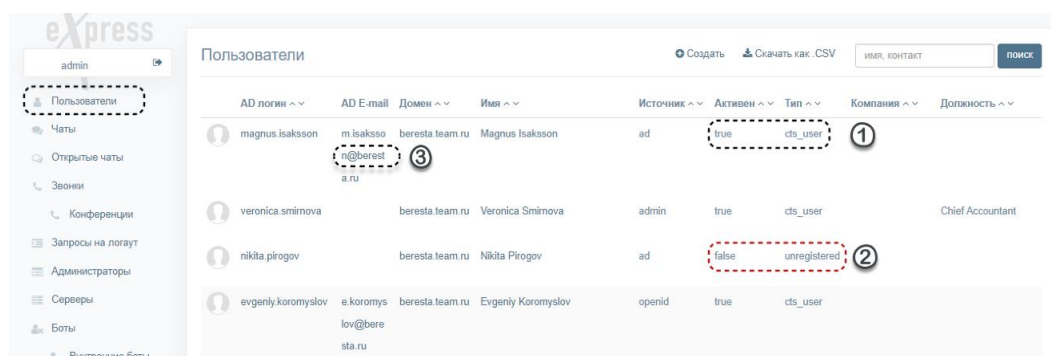 eXpress
admin
Пользователи
Чаты
Открытые чаты
Звонки
Конференции
Запросы на логаут
Администраторы
Серверы
Боты
Внутренние боты
Пользователи
Создать
Скачать как .CSV
имя, контакт
поиск
AD логин AD E-mail Домен Имя Источник Активен Тип Компания Должность
magnus.isaksson m.isaksso beresta.team.ru Magnus Isaksson ad true cts_user 1
n@berest 3
a.ru
veronica.smirnova beresta.team.ru Veronica Smirnova admin true cts_user Chief Accountant
nikita.pirogov beresta.team.ru Nikita Pirogov ad false unregistered 2
evgeniy.koromyslov e.koromys beresta.team.ru Evgeniy Koromyslov openid true cts_user
lov@bere
sta.ru